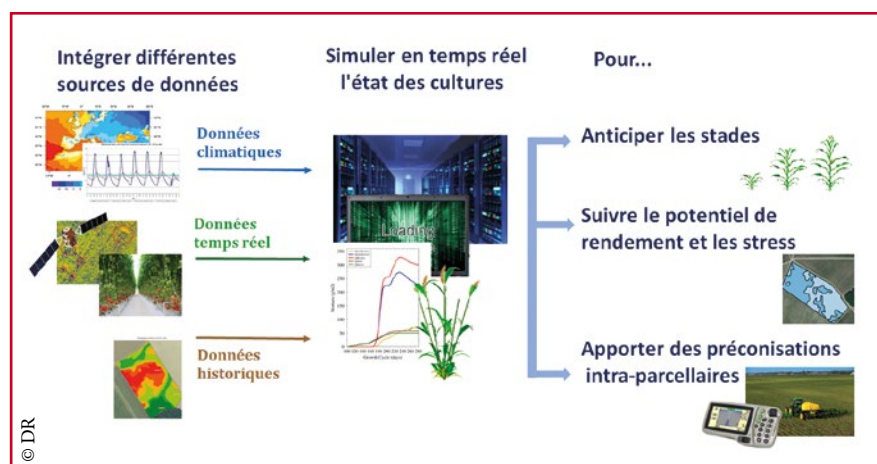 Intégrer différentes
sources de données
Simuler en temps réel
l'état des cultures
Pour...
Données
climatiques
Données
temps réel
Données
historiques
Loading
Anticiper les stades
Suivre le potentiel de
rendement et les stress
Apporter des préconisations
intra-parcellaires
© DR